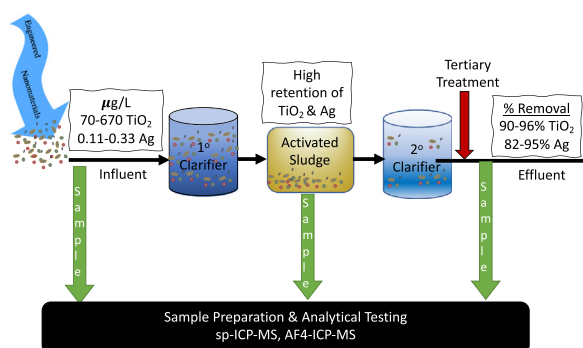 Engineered
Nanomaterials
µg/L
70-670 TiO₂
0.11-0.33 Ag
Influent
1º
Clarifier
High
retention of
TiO₂ & Ag
Activated
Sludge
2º
Clarifier
Tertiary
Treatment
% Removal
90-96% TiO₂
82-95% Ag
Effluent
Sample
Sample
Sample
Sample Preparation & Analytical Testing
sp-ICP-MS, AF4-ICP-MS